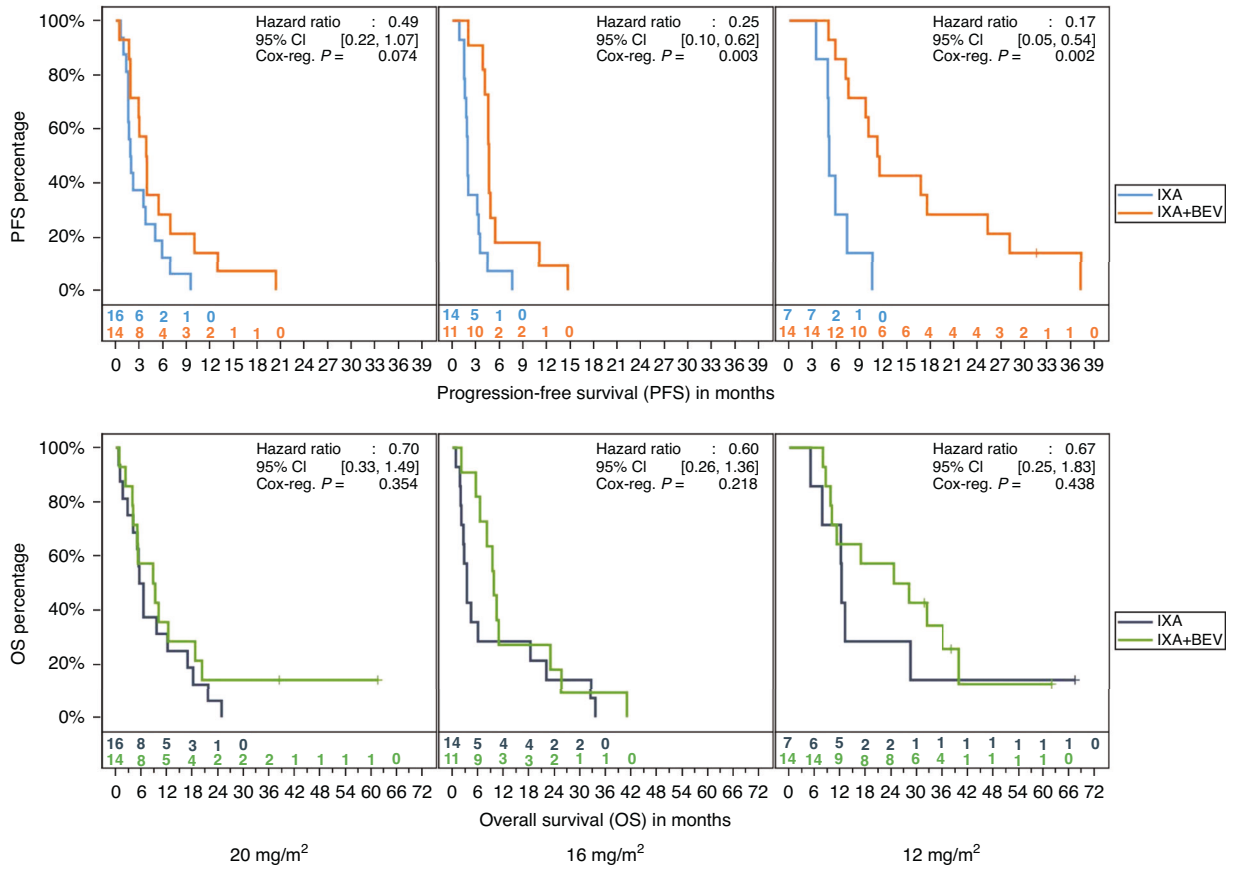 100%
80%
60%
40%
20%
0%
PFS percentage
Hazard ratio : 0.49
95% CI [0.22, 1.07]
Cox-reg. P = 0.074
Hazard ratio : 0.25
95% CI [0.10, 0.62]
Cox-reg. P = 0.003
Hazard ratio : 0.17
95% CI [0.05, 0.54]
Cox-reg. P = 0.002
IXA
IXA+BEV
16 6 2 1 0
14 8 4 3 2 1 1 0
14 5 1 0
11 10 2 2 1 0
7 7 2 1 0
14 14 12 10 6 6 4 4 4 3 2 1 1 0
0 3 6 9 12 15 18 21 24 27 30 33 36 39
0 3 6 9 12 15 18 21 24 27 30 33 36 39
0 3 6 9 12 15 18 21 24 27 30 33 36 39
Progression-free survival (PFS) in months
100%
80%
60%
40%
20%
0%
OS percentage
Hazard ratio : 0.70
95% CI [0.33, 1.49]
Cox-reg. P = 0.354
Hazard ratio : 0.60
95% CI [0.26, 1.36]
Cox-reg. P = 0.218
Hazard ratio : 0.67
95% CI [0.25, 1.83]
Cox-reg. P = 0.438
IXA
IXA+BEV
16 8 5 3 1 0
14 8 5 4 2 2 2 1 1 1 1 0
14 5 4 4 2 2 0
11 9 3 3 2 1 1 0
7 6 5 2 2 1 1 1 1 1 1 1 0
14 14 9 8 8 6 4 1 1 1 1 0
0 6 12 18 24 30 36 42 48 54 60 66 72
0 6 12 18 24 30 36 42 48 54 60 66 72
0 6 12 18 24 30 36 42 48 54 60 66 72
Overall survival (OS) in months
20 mg/m²
16 mg/m²
12 mg/m²